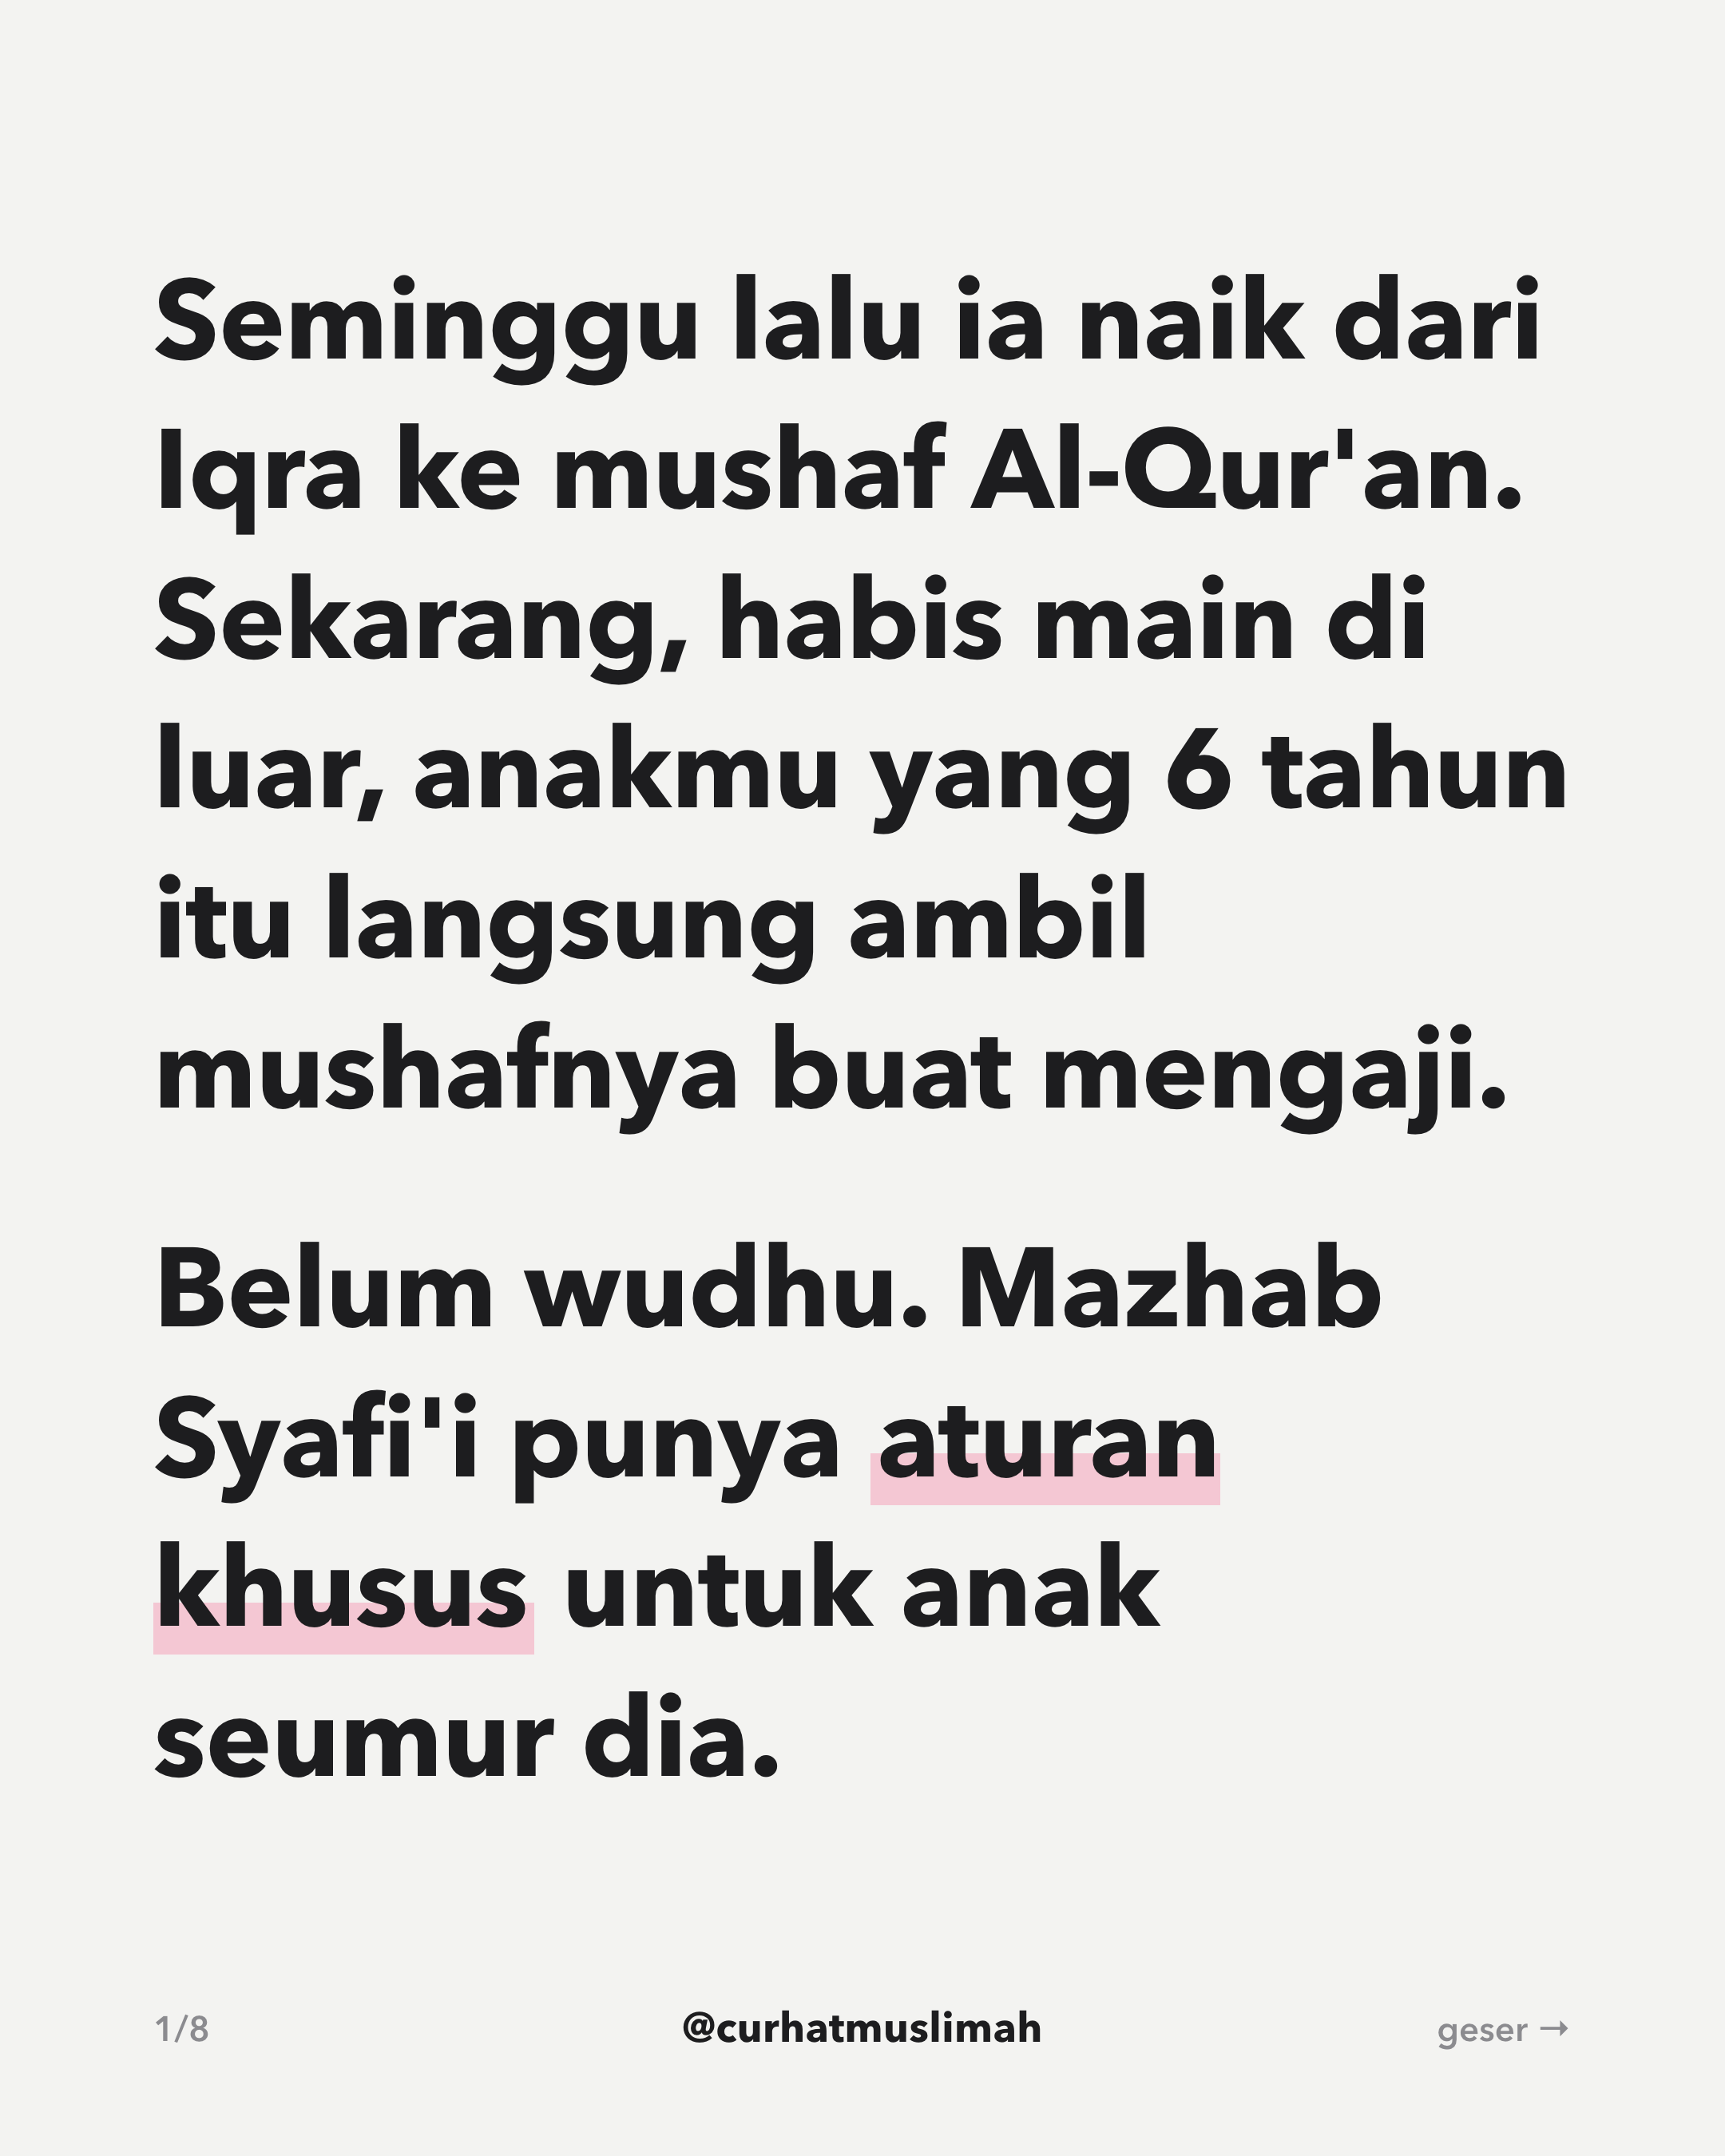 Seminggu lalu ia naik dari
Iqra ke mushaf Al-Qur'an.
Sekarang, habis main di
luar, anakmu yang 6 tahun
itu langsung ambil
mushafnya buat mengaji.
Belum wudhu. Mazhab
Syafi'i punya aturan
khusus untuk anak
seumur dia.
1/8
@curhatmuslimah
geser →